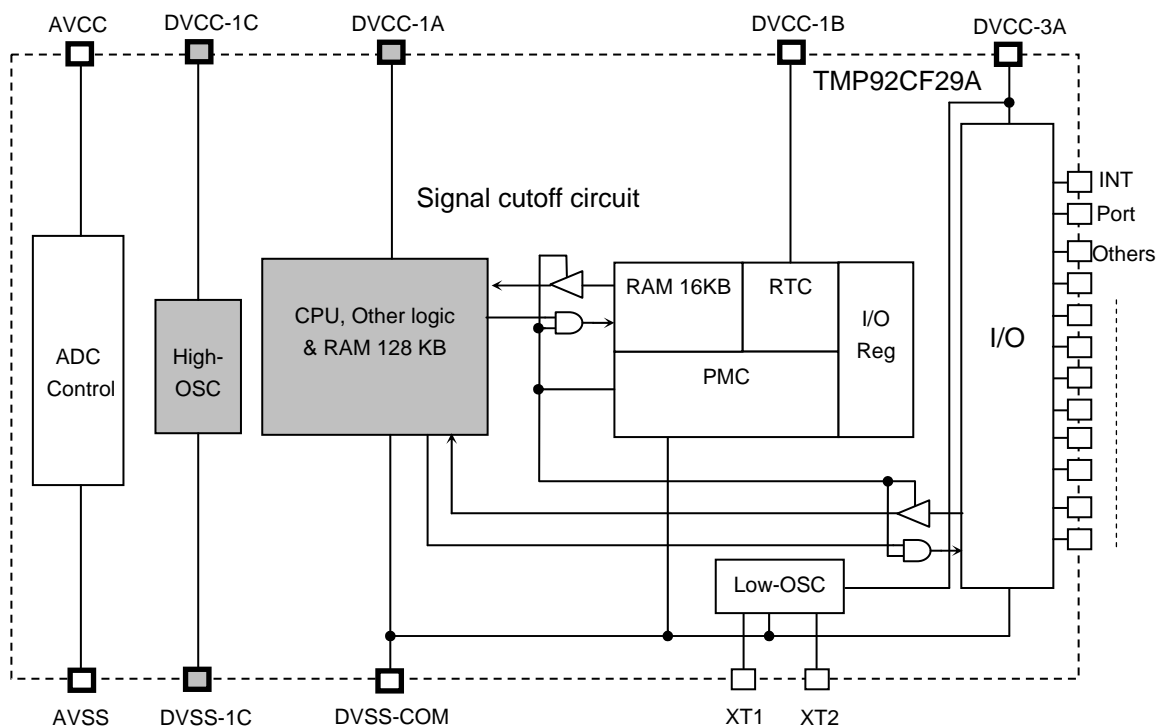 AVCC
DVCC-1C
DVCC-1A
DVCC-1B
DVCC-3A
TMP92CF29A
Signal cutoff circuit
INT
Port
Others
ADC
Control
High-
OSC
CPU, Other logic
& RAM 128 KB
RAM 16KB
RTC
I/O
Reg
PMC
I/O
Low-OSC
AVSS
DVSS-1C
DVSS-COM
XT1
XT2